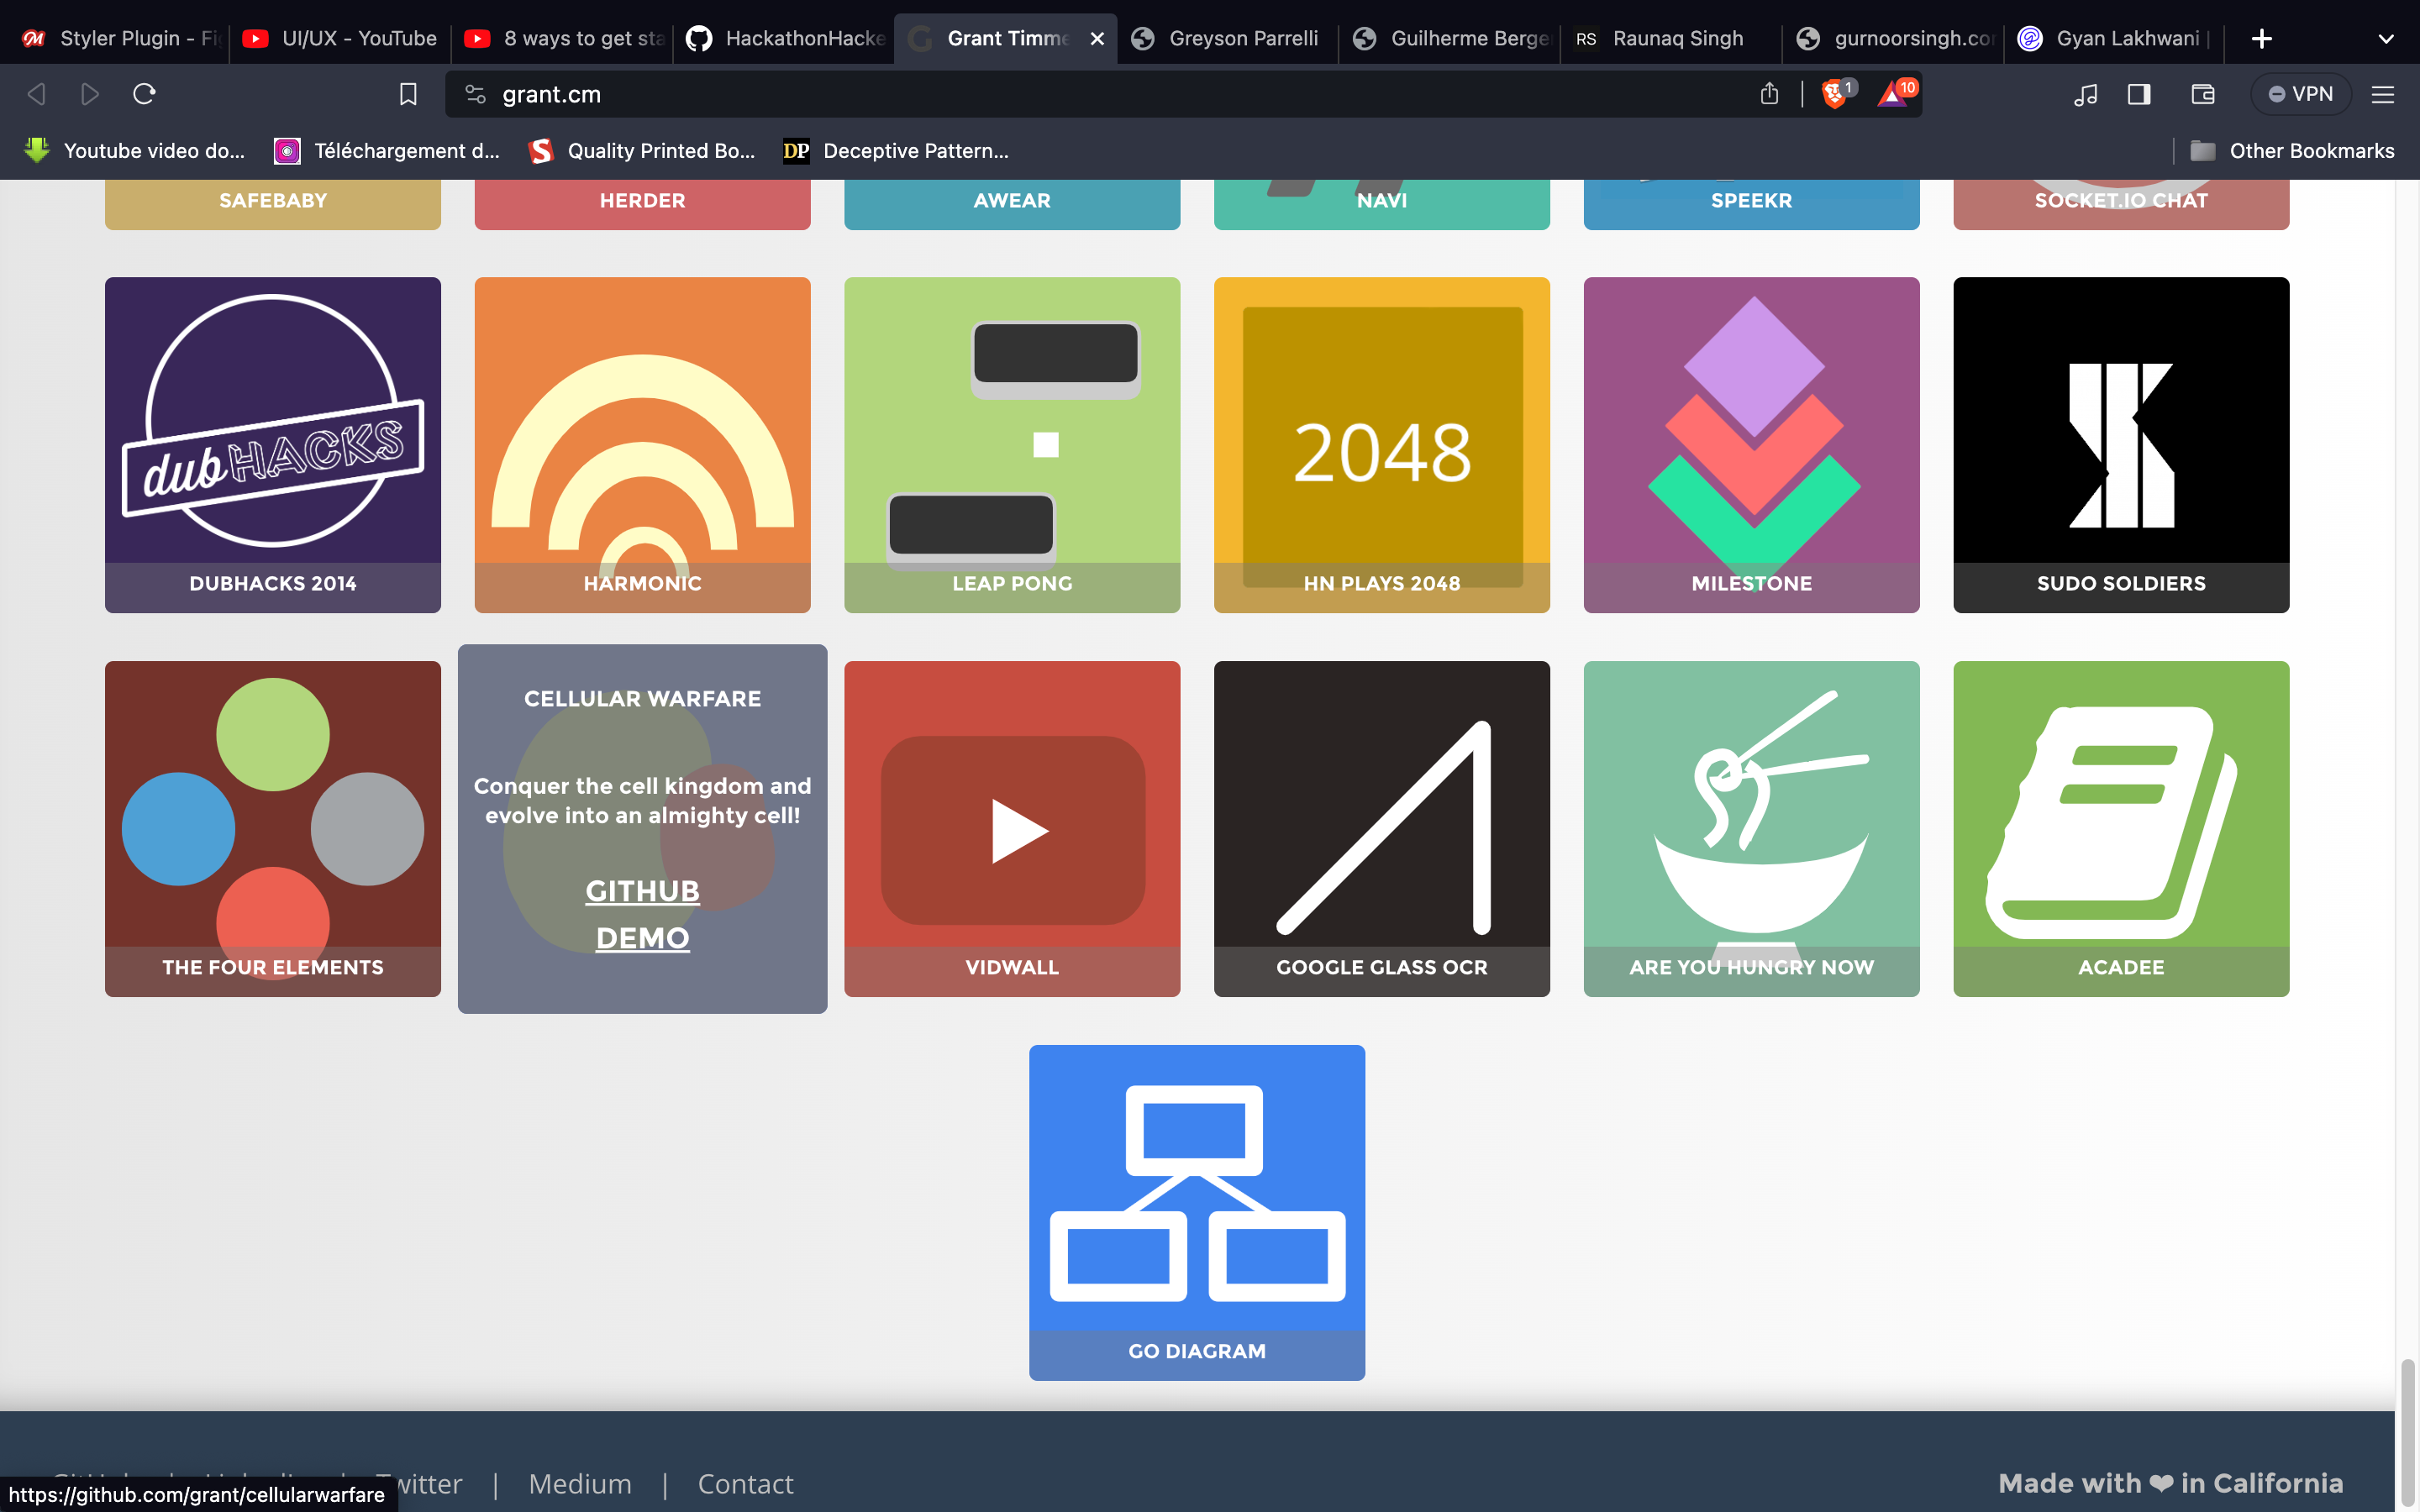 Styler Plugin - Fi
UI/UX - YouTube
8 ways to get sta
HackathonHacke
Grant Timme
Greyson Parrelli
Guilherme Berge
RS Raunaq Singh
gurnoorsingh.co
Gyan Lakhwani |
grant.cm
1
10
VPN
Youtube video do...
Téléchargement d...
Quality Printed Bo...
DP Deceptive Pattern...
Other Bookmarks
SAFEBABY
HERDER
AWEAR
NAVI
SPEEKR
SOCKET.IO CHAT
dubHACKS
2048
DUBHACKS 2014
HARMONIC
LEAP PONG
HN PLAYS 2048
MILESTONE
SUDO SOLDIERS
CELLULAR WARFARE
Conquer the cell kingdom and
evolve into an almighty cell!
GITHUB
DEMO
THE FOUR ELEMENTS
VIDWALL
GOOGLE GLASS OCR
ARE YOU HUNGRY NOW
ACADEE
GO DIAGRAM
Twitter | Medium | Contact
Made with ❤ in California
https://github.com/grant/cellularwarfare